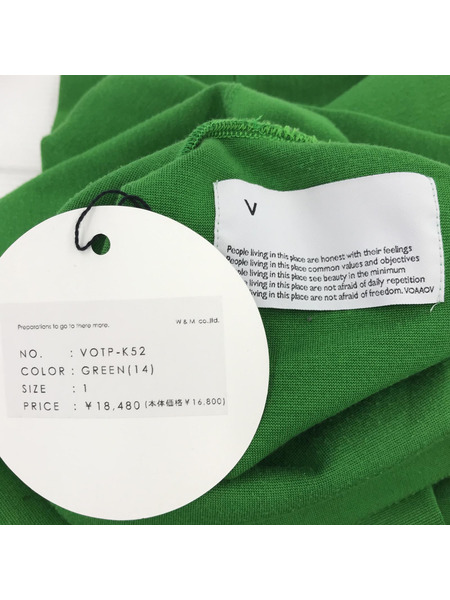 V
People living in this place are honest with their feelings
People living in this place common values and objectives
People living in this place see beauty in the minimum
People living in this place are not afraid of daily repetition
People living in this place are not afraid of freedom. VOAAOV
Preparations to go to there more.
W & M co.,ltd.
NO. : VOTP-K52
COLOR : GREEN(14)
SIZE : 1
PRICE : ¥18,480 (本体価格¥16,800)